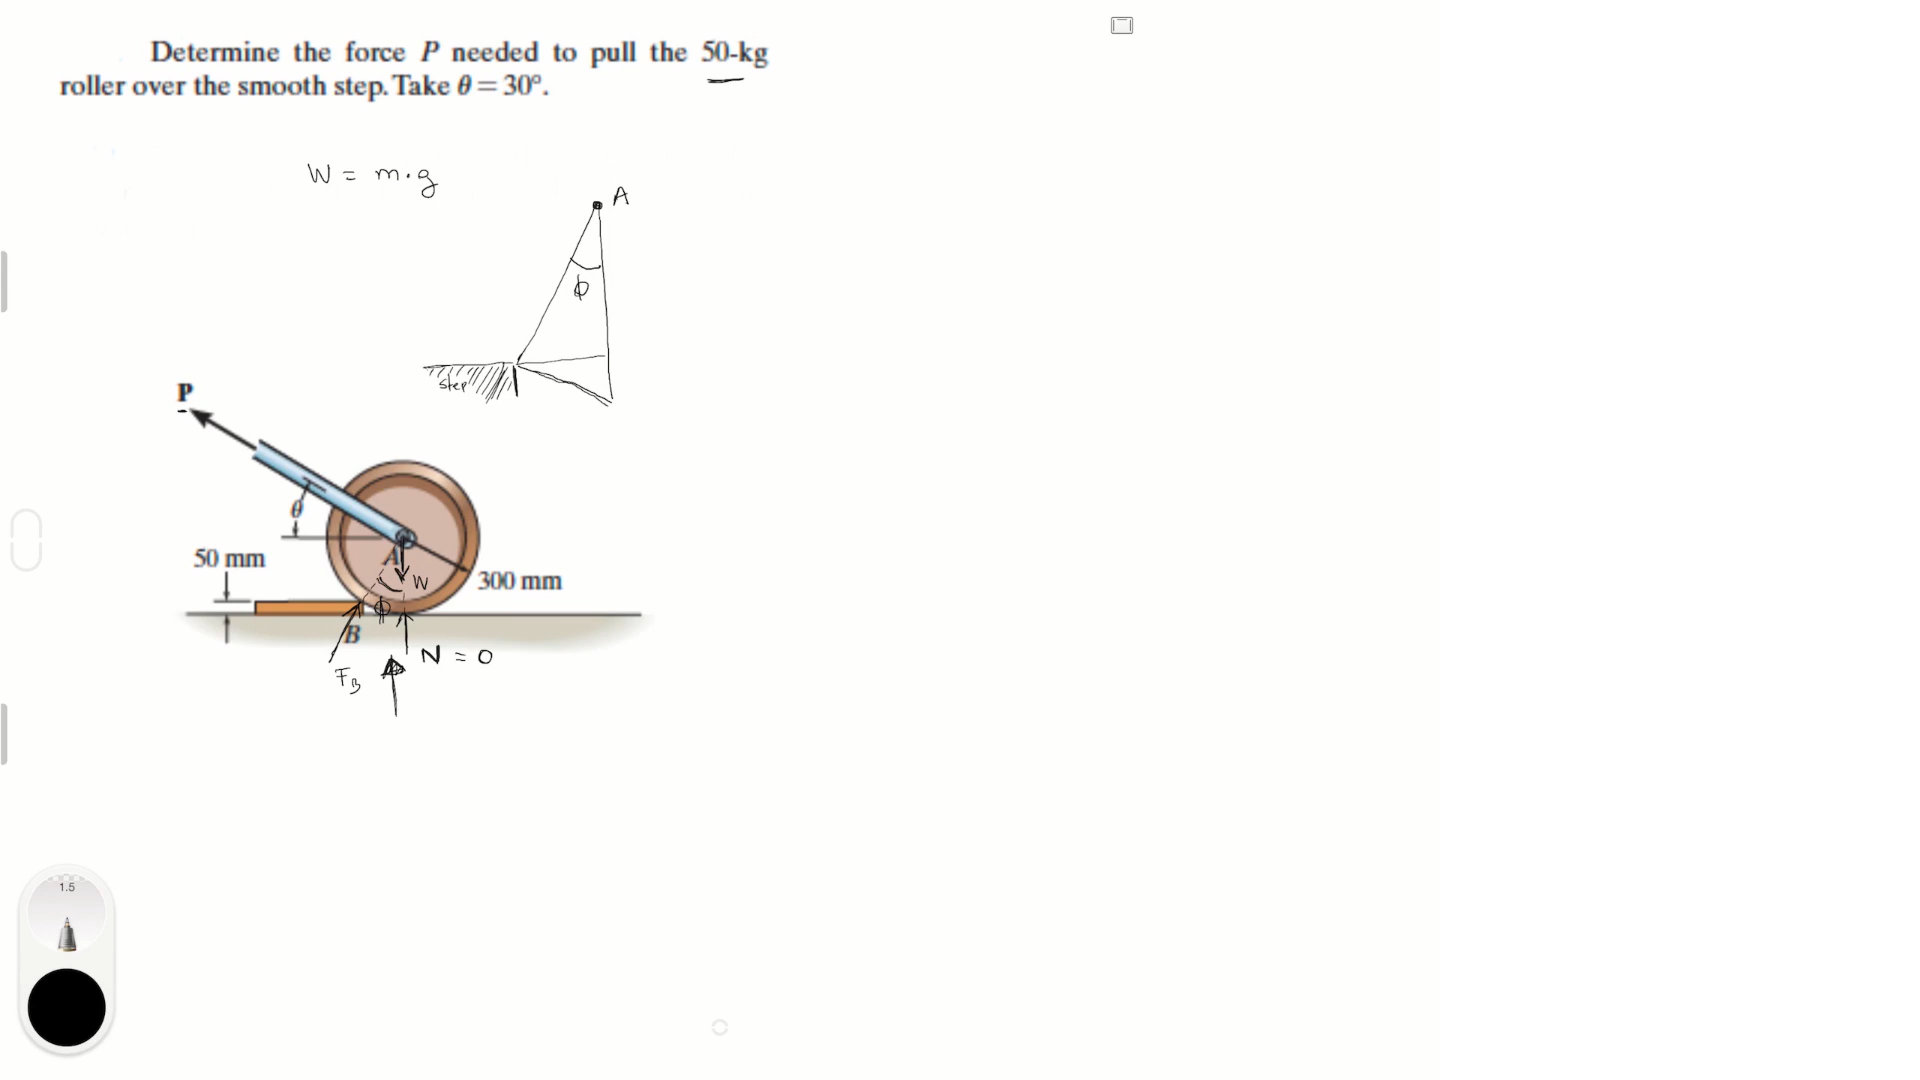 Determine the force P needed to pull the 50-kg
roller over the smooth step. Take θ = 30°.
W = m·g
A
ϕ
step
P
θ
A
50 mm
W
300 mm
ϕ
B
N = 0
F_B
1.5